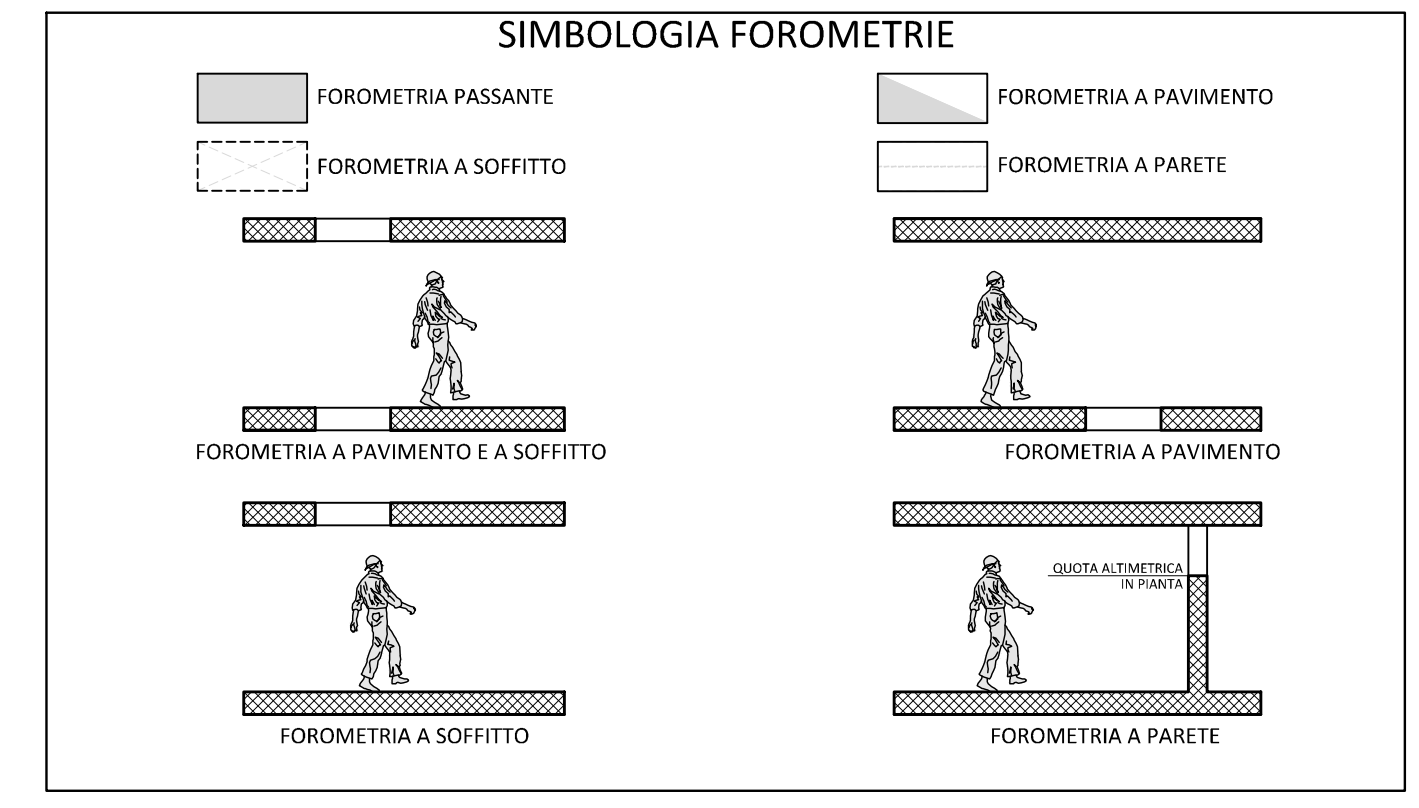 SIMBOLOGIA FOROMETRIE
FOROMETRIA PASSANTE
FOROMETRIA A PAVIMENTO
FOROMETRIA A SOFFITTO
FOROMETRIA A PARETE
FOROMETRIA A PAVIMENTO E A SOFFITTO
FOROMETRIA A PAVIMENTO
QUOTA ALTIMETRICA
IN PIANTA
FOROMETRIA A SOFFITTO
FOROMETRIA A PARETE